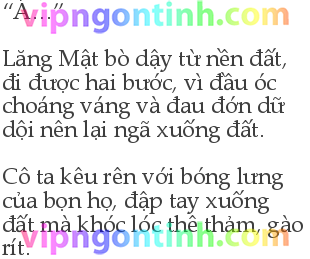 “À...”
vipngontinh.com
Lăng Mật bò dậy từ nền đất,
đi được hai bước, vì đầu óc
choáng váng và đau đớn dữ
dội nên lại ngã xuống đất.
Cô ta kêu rên với bóng lưng
của bọn họ, đập tay xuống
đất mà khóc lóc thê thảm, gào
rít.
vipngontinh.com